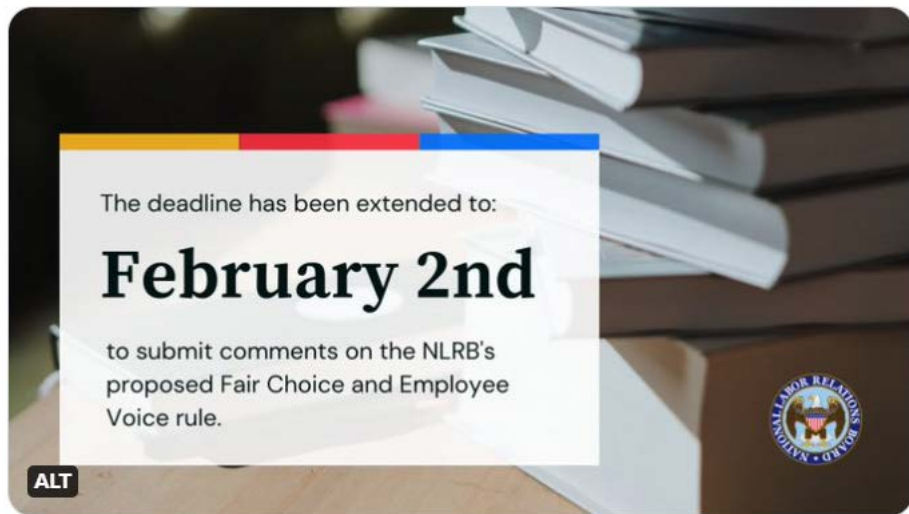 The deadline has been extended to:
February 2nd
to submit comments on the NLRB's
proposed Fair Choice and Employee
Voice rule.
NATIONAL LABOR RELATIONS BOARD
ALT